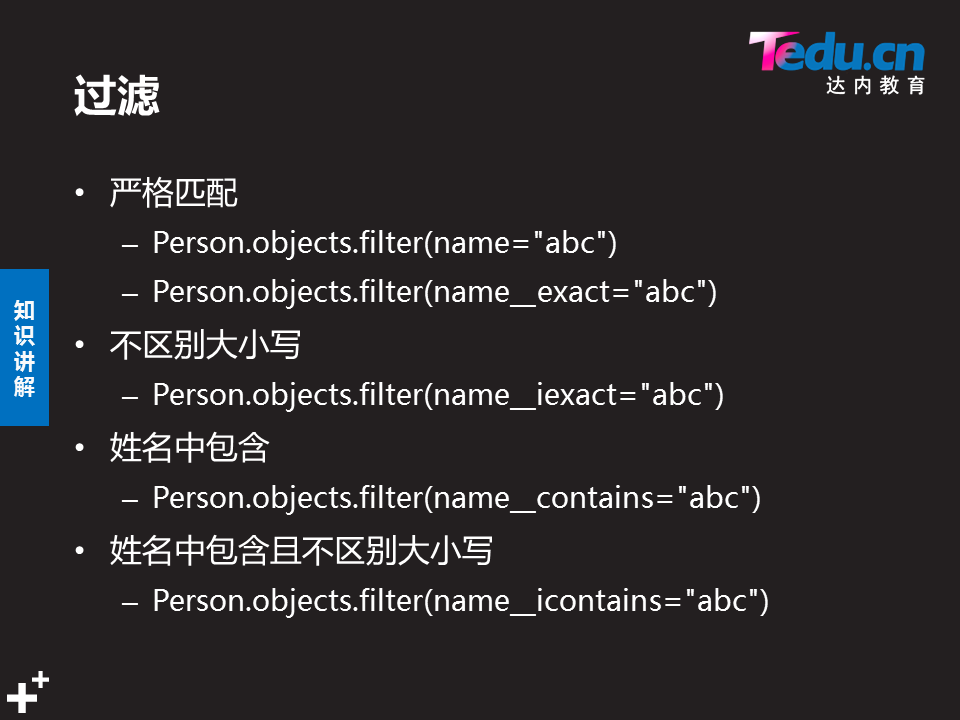 Tedu.cn
达内教育
过滤
• 严格匹配
– Person.objects.filter(name="abc")
– Person.objects.filter(name__exact="abc")
• 不区别大小写
– Person.objects.filter(name__iexact="abc")
• 姓名中包含
– Person.objects.filter(name__contains="abc")
• 姓名中包含且不区别大小写
– Person.objects.filter(name__icontains="abc")
知
识
讲
解